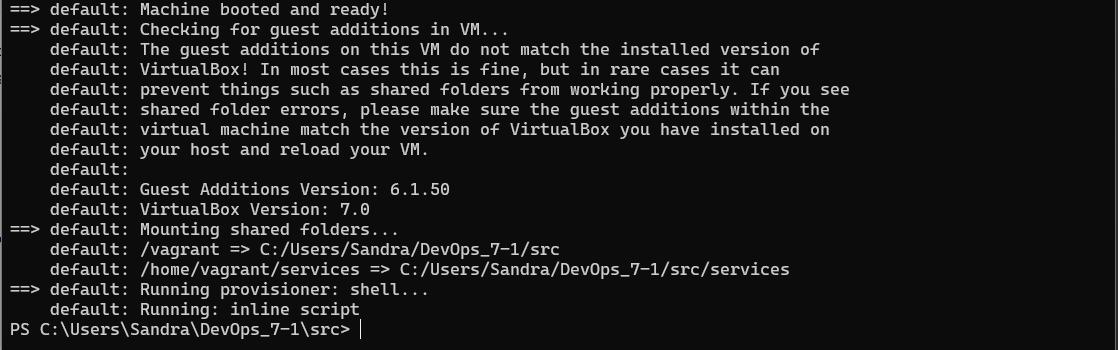 ==> default: Machine booted and ready!
==> default: Checking for guest additions in VM...
    default: The guest additions on this VM do not match the installed version of
    default: VirtualBox! In most cases this is fine, but in rare cases it can
    default: prevent things such as shared folders from working properly. If you see
    default: shared folder errors, please make sure the guest additions within the
    default: virtual machine match the version of VirtualBox you have installed on
    default: your host and reload your VM.
    default:
    default: Guest Additions Version: 6.1.50
    default: VirtualBox Version: 7.0
==> default: Mounting shared folders...
    default: /vagrant => C:/Users/Sandra/DevOps_7-1/src
    default: /home/vagrant/services => C:/Users/Sandra/DevOps_7-1/src/services
==> default: Running provisioner: shell...
    default: Running: inline script
PS C:\Users\Sandra\DevOps_7-1\src>